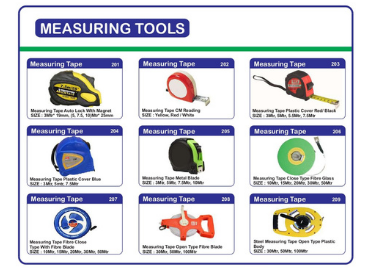 MEASURING TOOLS
Measuring Tape 201
Measuring Tape Auto Lock With Magnet
SIZE : 3Mtr* 19mm, (5, 7.5, 10)Mtr* 25mm
Measuring Tape 202
Measuring Tape CM Reading
SIZE : Yellow, Red / White
Measuring Tape 203
Measuring Tape Plastic Cover Red/ Black
SIZE : 3Mtr, 5Mtr, 5.5Mtr, 7.5Mtr
Measuring Tape 204
Measuring Tape Plastic Cover Blue
SIZE : 3Mtr, 5mtr, 7.5Mtr
Measuring Tape 205
Measuring Tape Metal Blade
SIZE : 3Mtr, 5Mtr, 7.5Mtr, 10Mtr
Measuring Tape 206
Measuring Tape Close Type Fibre Glass
SIZE : 10Mtr, 15Mtr, 20Mtr, 30Mtr, 50Mtr
Measuring Tape 207
Measuring Tape Fibre Close
Type With Fibre Blade
SIZE : 10Mtr, 15Mtr, 20Mtr, 30Mtr, 50Mtr
Measuring Tape 208
Measuring Tape Open Type Fibre Blade
SIZE : 30Mtr, 50Mtr, 100Mtr
Measuring Tape 209
Steel Measuring Tape Open Type Plastic
Body
SIZE : 30Mtr, 50Mtr, 100Mtr